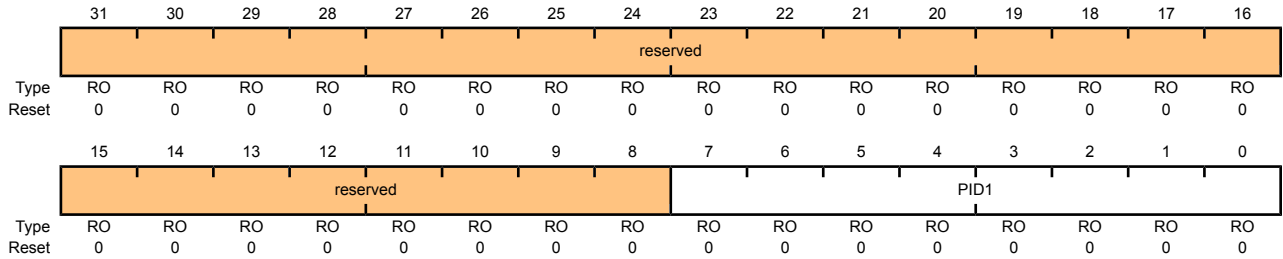 31 30 29 28 27 26 25 24 23 22 21 20 19 18 17 16
reserved
Type RO RO RO RO RO RO RO RO RO RO RO RO RO RO RO RO
Reset 0 0 0 0 0 0 0 0 0 0 0 0 0 0 0 0
15 14 13 12 11 10 9 8 7 6 5 4 3 2 1 0
reserved PID1
Type RO RO RO RO RO RO RO RO RO RO RO RO RO RO RO RO
Reset 0 0 0 0 0 0 0 0 0 0 0 0 0 0 0 0